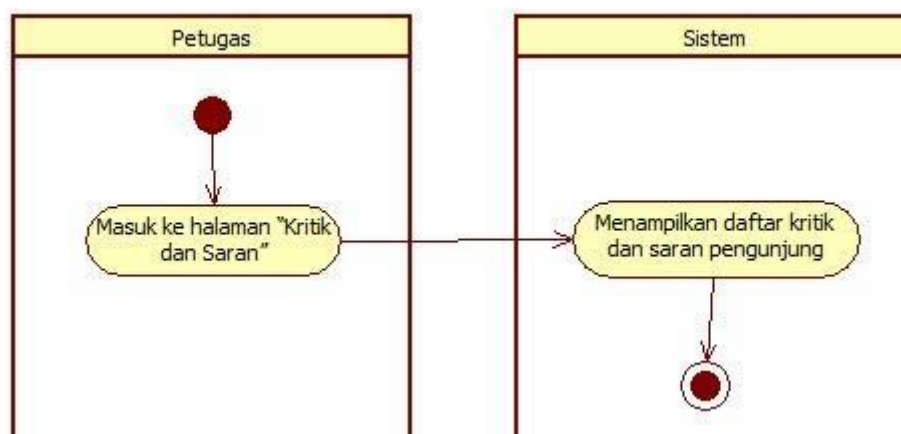 Petugas
Sistem
Masuk ke halaman “Kritik
dan Saran”
Menampilkan daftar kritik
dan saran pengunjung